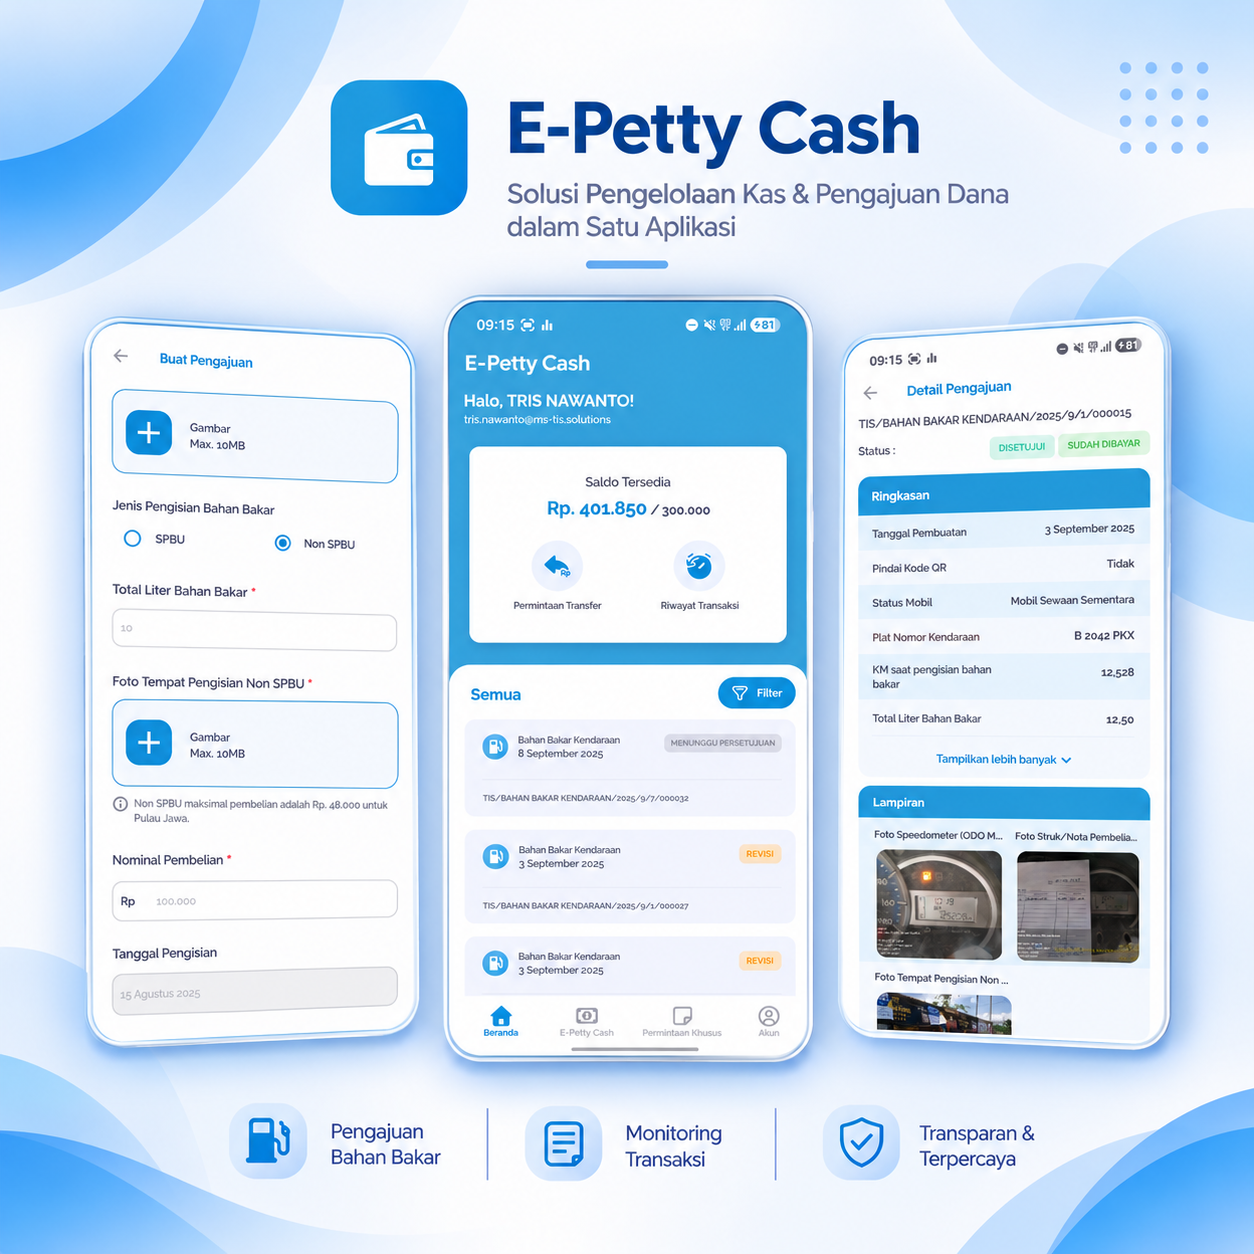 E-Petty Cash
Solusi Pengelolaan Kas & Pengajuan Dana
dalam Satu Aplikasi
Buat Pengajuan
Gambar
Max. 10MB
Jenis Pengisian Bahan Bakar
SPBU
Non SPBU
Total Liter Bahan Bakar *
10
Foto Tempat Pengisian Non SPBU *
Gambar
Max. 10MB
Non SPBU maksimal pembelian adalah Rp. 48.000 untuk
Pulau Jawa.
Nominal Pembelian *
Rp 100.000
Tanggal Pengisian
15 Agustus 2025
09:15
81
E-Petty Cash
Halo, TRIS NAWANTO!
tris.nawanto@ms-tis.solutions
Saldo Tersedia
Rp. 401.850 / 300.000
Rp
Permintaan Transfer
Riwayat Transaksi
Semua
Filter
Bahan Bakar Kendaraan
8 September 2025
MENUNGGU PERSETUJUAN
TIS/BAHAN BAKAR KENDARAAN/2025/9/7/000032
Bahan Bakar Kendaraan
3 September 2025
REVISI
TIS/BAHAN BAKAR KENDARAAN/2025/9/1/000027
Bahan Bakar Kendaraan
3 September 2025
REVISI
Beranda
E-Petty Cash
Permintaan Khusus
Akun
09:15
81
Detail Pengajuan
TIS/BAHAN BAKAR KENDARAAN/2025/9/1/000015
Status :
DISETUJUI
SUDAH DIBAYAR
Ringkasan
Tanggal Pembuatan 3 September 2025
Pindai Kode QR Tidak
Status Mobil Mobil Sewaan Sementara
Plat Nomor Kendaraan B 2042 PKX
KM saat pengisian bahan
bakar 12,528
Total Liter Bahan Bakar 12,50
Tampilkan lebih banyak
Lampiran
Foto Speedometer (ODO M...
Foto Struk/Nota Pembelia...
160
Foto Tempat Pengisian Non ...
Pengajuan
Bahan Bakar
Monitoring
Transaksi
Transparan &
Terpercaya